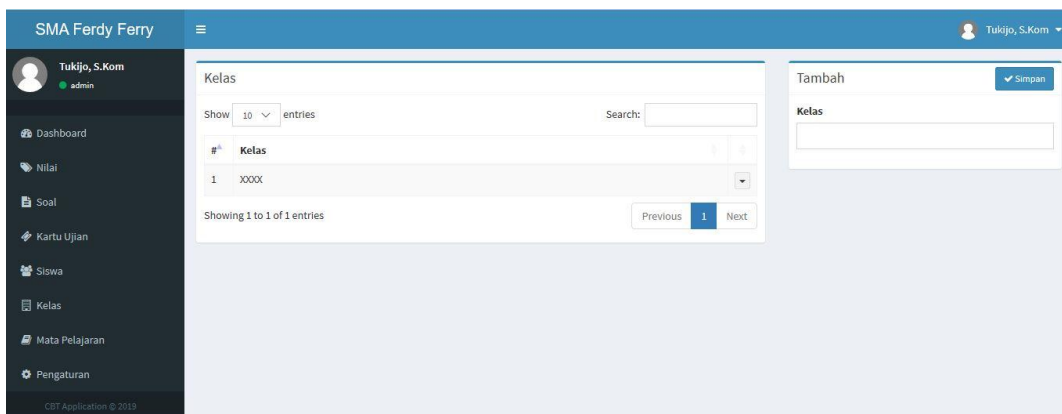 SMA Ferdy Ferry
Tukijo, S.Kom
Tukijo, S.Kom
admin
Dashboard
Nilai
Soal
Kartu Ujian
Siswa
Kelas
Mata Pelajaran
Pengaturan
CBT Application © 2019
Kelas
Show 10 entries Search:
# Kelas
1 XXXX
Showing 1 to 1 of 1 entries Previous 1 Next
Tambah Simpan
Kelas